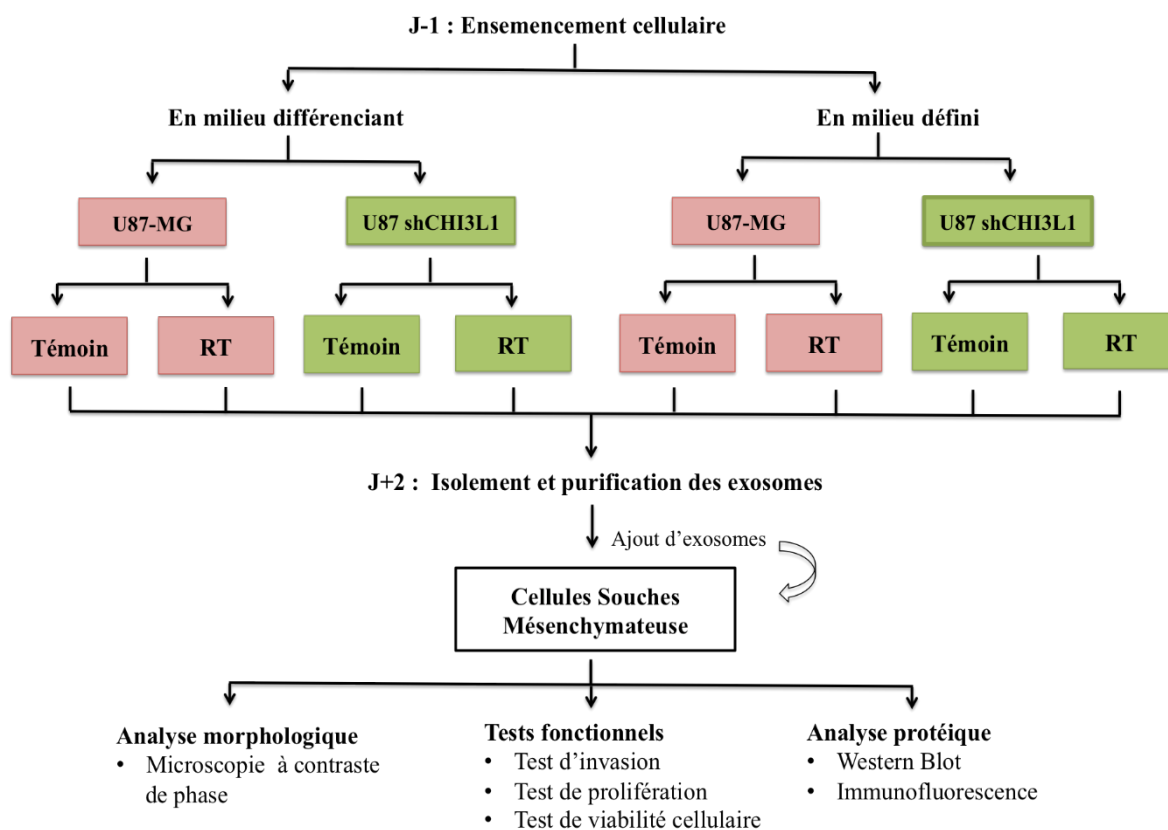 J-1 : Ensemencement cellulaire
En milieu différenciant
En milieu défini
U87-MG
U87 shCHI3L1
U87-MG
U87 shCHI3L1
Témoin
RT
Témoin
RT
Témoin
RT
Témoin
RT
J+2 : Isolement et purification des exosomes
Ajout d'exosomes
Cellules Souches
Mésenchymateuse
Analyse morphologique
• Microscopie à contraste
de phase
Tests fonctionnels
• Test d'invasion
• Test de prolifération
• Test de viabilité cellulaire
Analyse protéique
• Western Blot
• Immunofluorescence